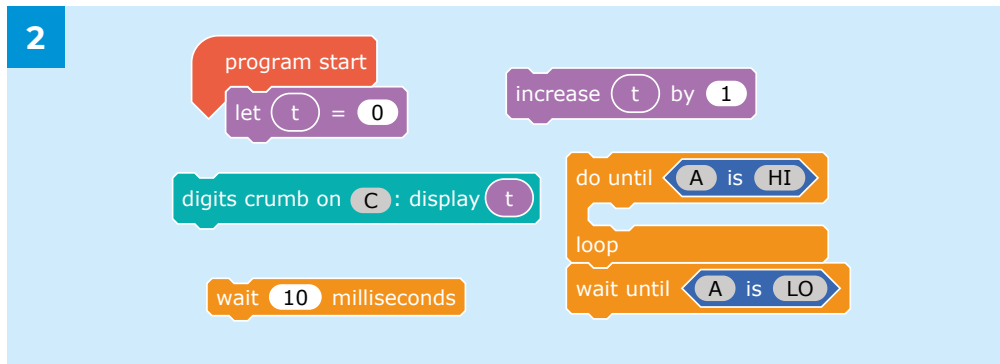 2
program start
let t = 0
increase t by 1
digits crumb on C : display t
do until A is HI
loop
wait until A is LO
wait 10 milliseconds